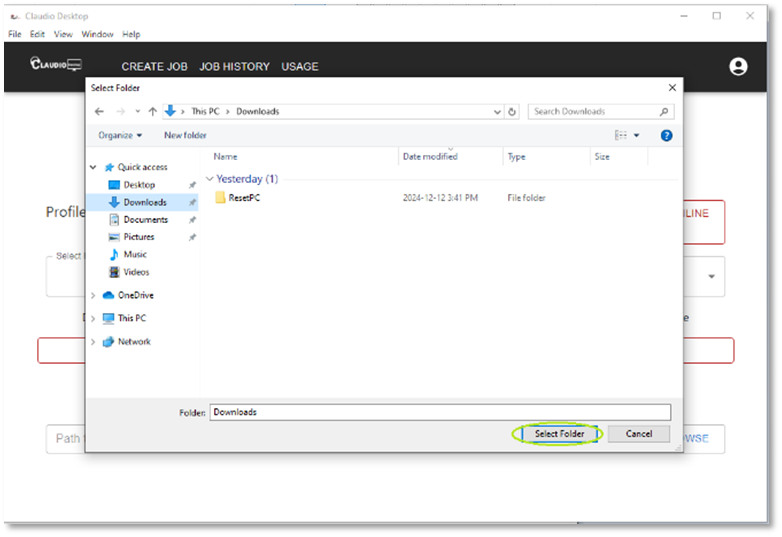 Claudio Desktop
File Edit View Window Help
CLAUDIO
CREATE JOB JOB HISTORY USAGE
Select Folder
This PC > Downloads
Search Downloads
Organize New folder
Name Date modified Type Size
Quick access
Desktop
Downloads
Documents
Pictures
Music
Videos
OneDrive
This PC
Network
Yesterday (1)
ResetPC 2024-12-12 3:41 PM File folder
Profile
LINE
Select
e
Folder: Downloads
Select Folder Cancel
Path
WSE